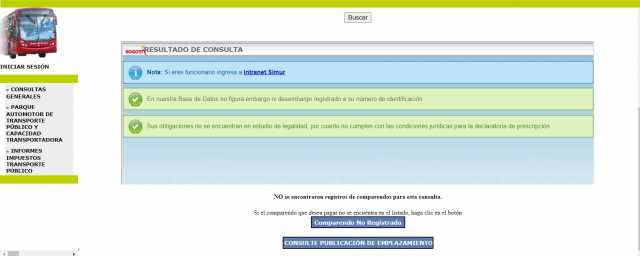 Buscar
INICIAR SESIÓN
» CONSULTAS
GENERALES
» PARQUE
AUTOMOTOR DE
TRANSPORTE
PÚBLICO Y
CAPACIDAD
TRANSPORTADORA
» INFORMES
IMPUESTOS
TRANSPORTE
PÚBLICO
BOGOTÁ RESULTADO DE CONSULTA
Nota: Si eres funcionario ingresa a Intranet Simur
En nuestra Base de Datos no figura embargo ni desembargo registrado a su número de identificación
Sus obligaciones no se encuentran en estudio de legalidad, por cuanto no cumplen con las condiciones jurídicas para la declaratoria de prescripción
NO se encontraron registros de comparendos para esta consulta.
Si el comparendo que desea pagar no se encuentra en el listado, haga clic en el botón
Comparendo No Registrado
CONSULTE PUBLICACIÓN DE EMPLAZAMIENTO